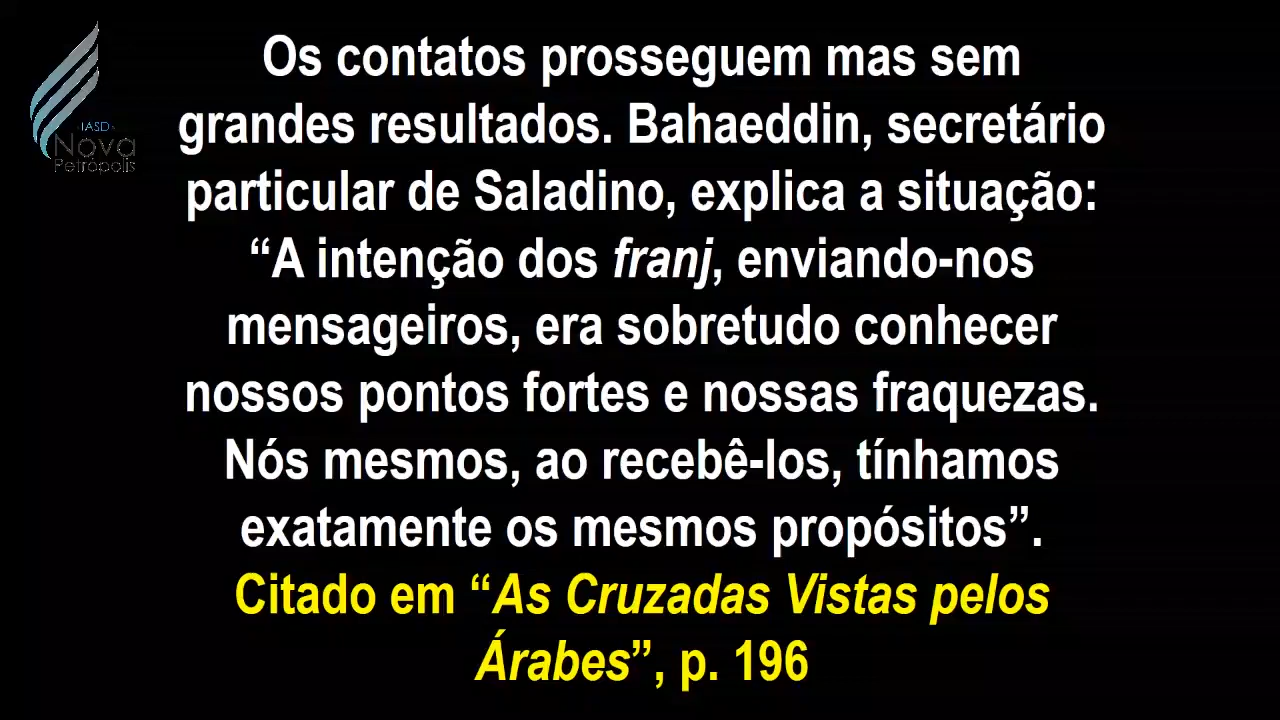 IASD -
Nova
Petrópolis
Os contatos prosseguem mas sem
grandes resultados. Bahaeddin, secretário
particular de Saladino, explica a situação:
“A intenção dos franj, enviando-nos
mensageiros, era sobretudo conhecer
nossos pontos fortes e nossas fraquezas.
Nós mesmos, ao recebê-los, tínhamos
exatamente os mesmos propósitos”.
Citado em “As Cruzadas Vistas pelos
Árabes”, p. 196